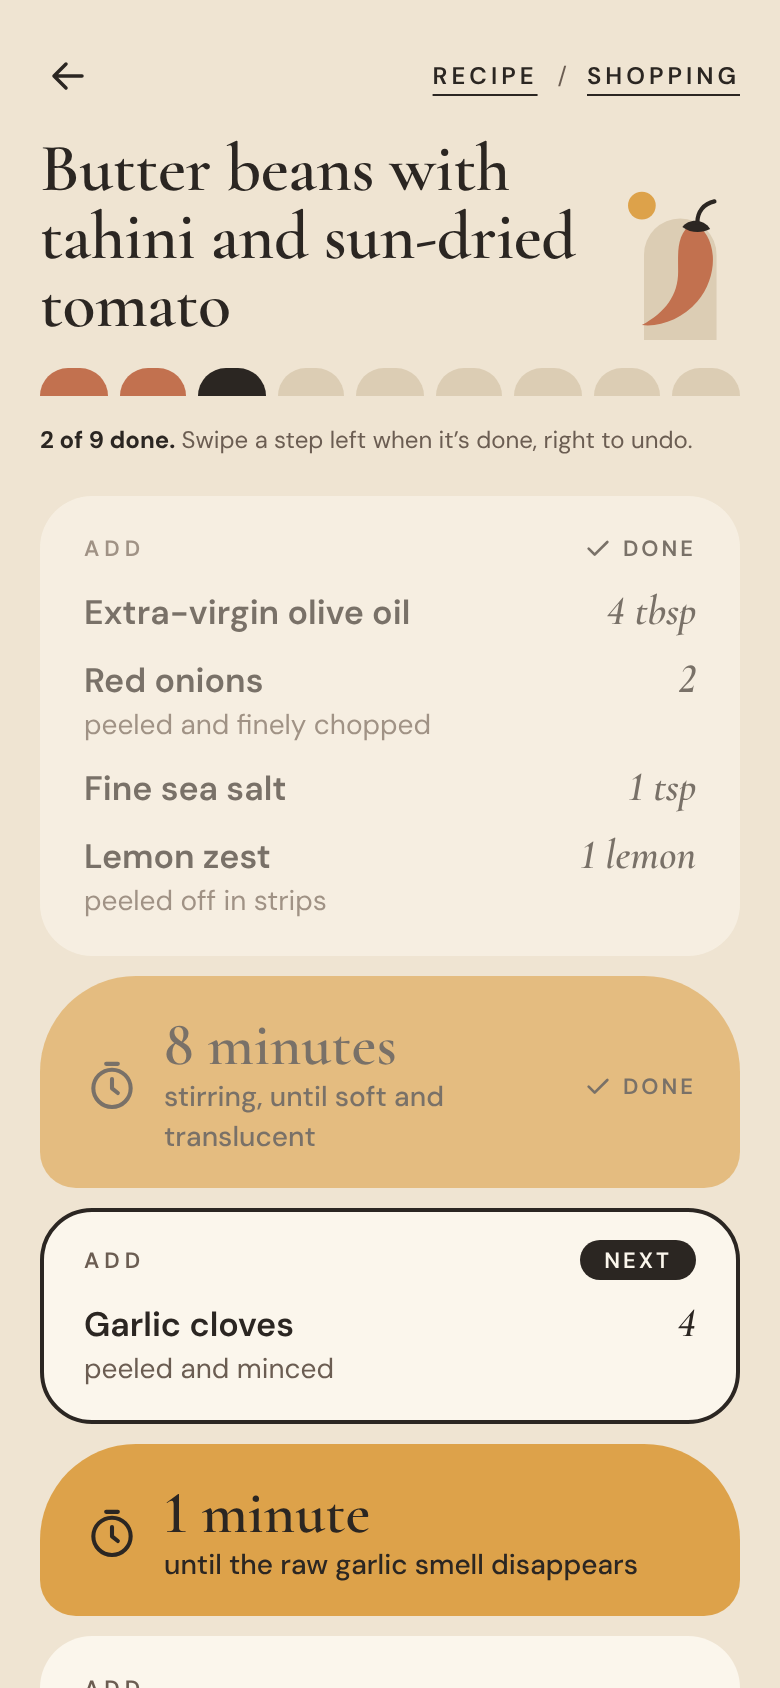 RECIPE / SHOPPING
Butter beans with
tahini and sun-dried
tomato
2 of 9 done. Swipe a step left when it’s done, right to undo.
ADD
DONE
Extra-virgin olive oil 4 tbsp
Red onions 2
peeled and finely chopped
Fine sea salt 1 tsp
Lemon zest 1 lemon
peeled off in strips
8 minutes
stirring, until soft and
translucent
DONE
ADD
NEXT
Garlic cloves 4
peeled and minced
1 minute
until the raw garlic smell disappears
ADD